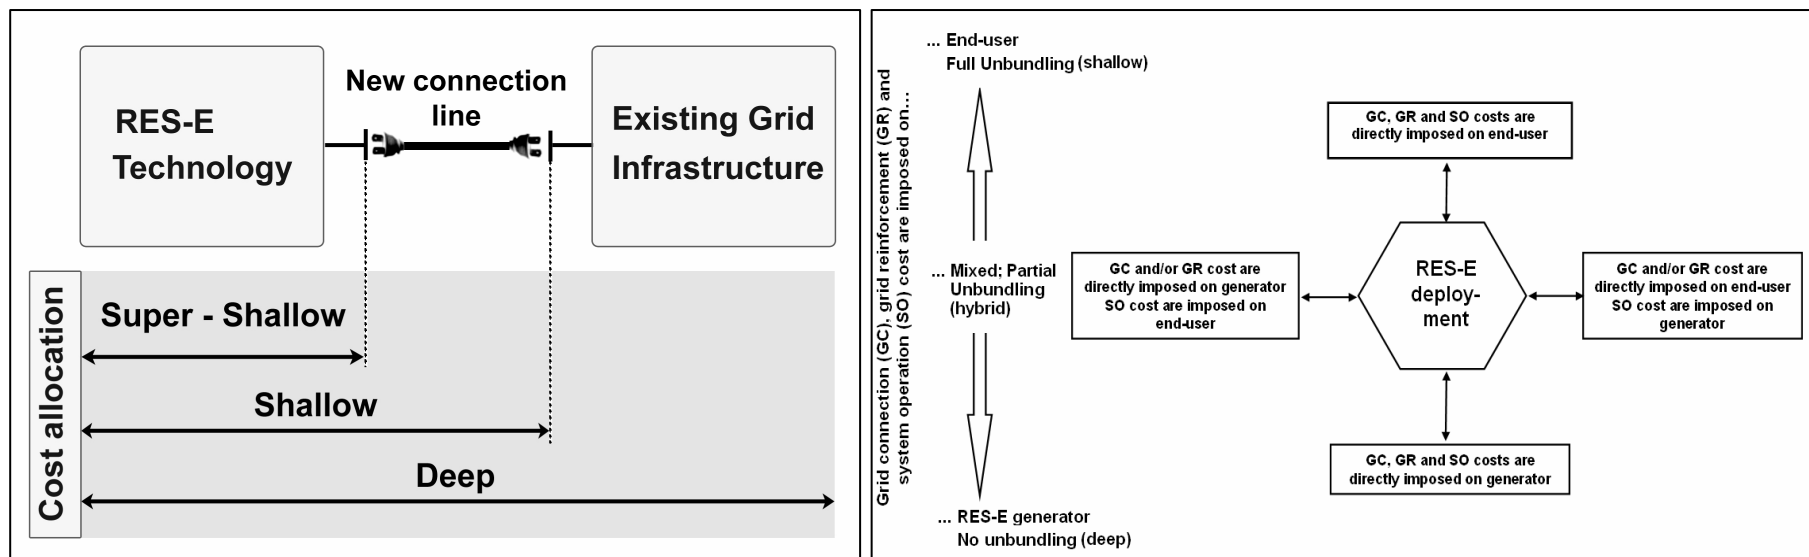 RES-E
Technology
New connection
line
Existing Grid
Infrastructure
Cost allocation
Super - Shallow
Shallow
Deep
Grid connection (GC), grid reinforcement (GR) and
system operation (SO) cost are imposed on...
... End-user
Full Unbundling (shallow)
... Mixed; Partial
Unbundling
(hybrid)
... RES-E generator
No unbundling (deep)
GC, GR and SO costs are
directly imposed on end-user
GC and/or GR cost are
directly imposed on generator
SO cost are imposed on
end-user
RES-E
deploy-
ment
GC and/or GR cost are
directly imposed on end-user
SO cost are imposed on
generator
GC, GR and SO costs are
directly imposed on generator